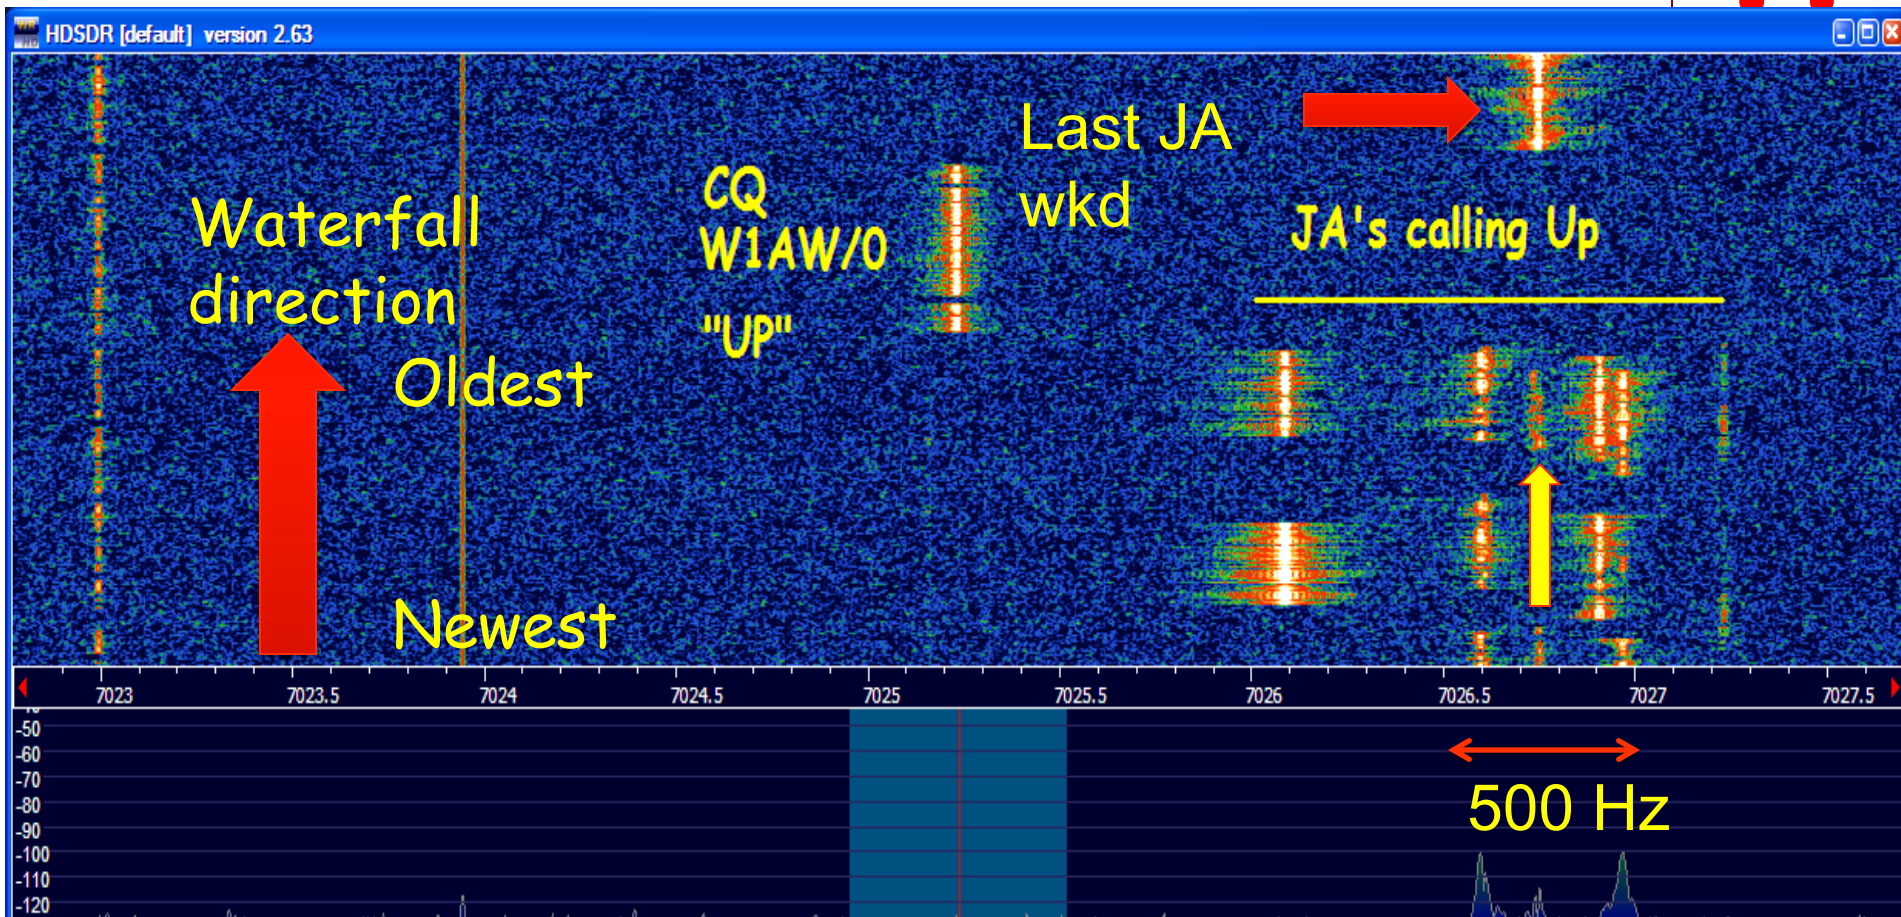 HDSDR [default] version 2.63
Last JA
wkd
CQ
W1AW/0
"UP"
JA's calling Up
Waterfall
direction
Oldest
Newest
7023 7023.5 7024 7024.5 7025 7025.5 7026 7026.5 7027 7027.5
-50
-60
-70
-80
-90
-100
-110
-120
500 Hz